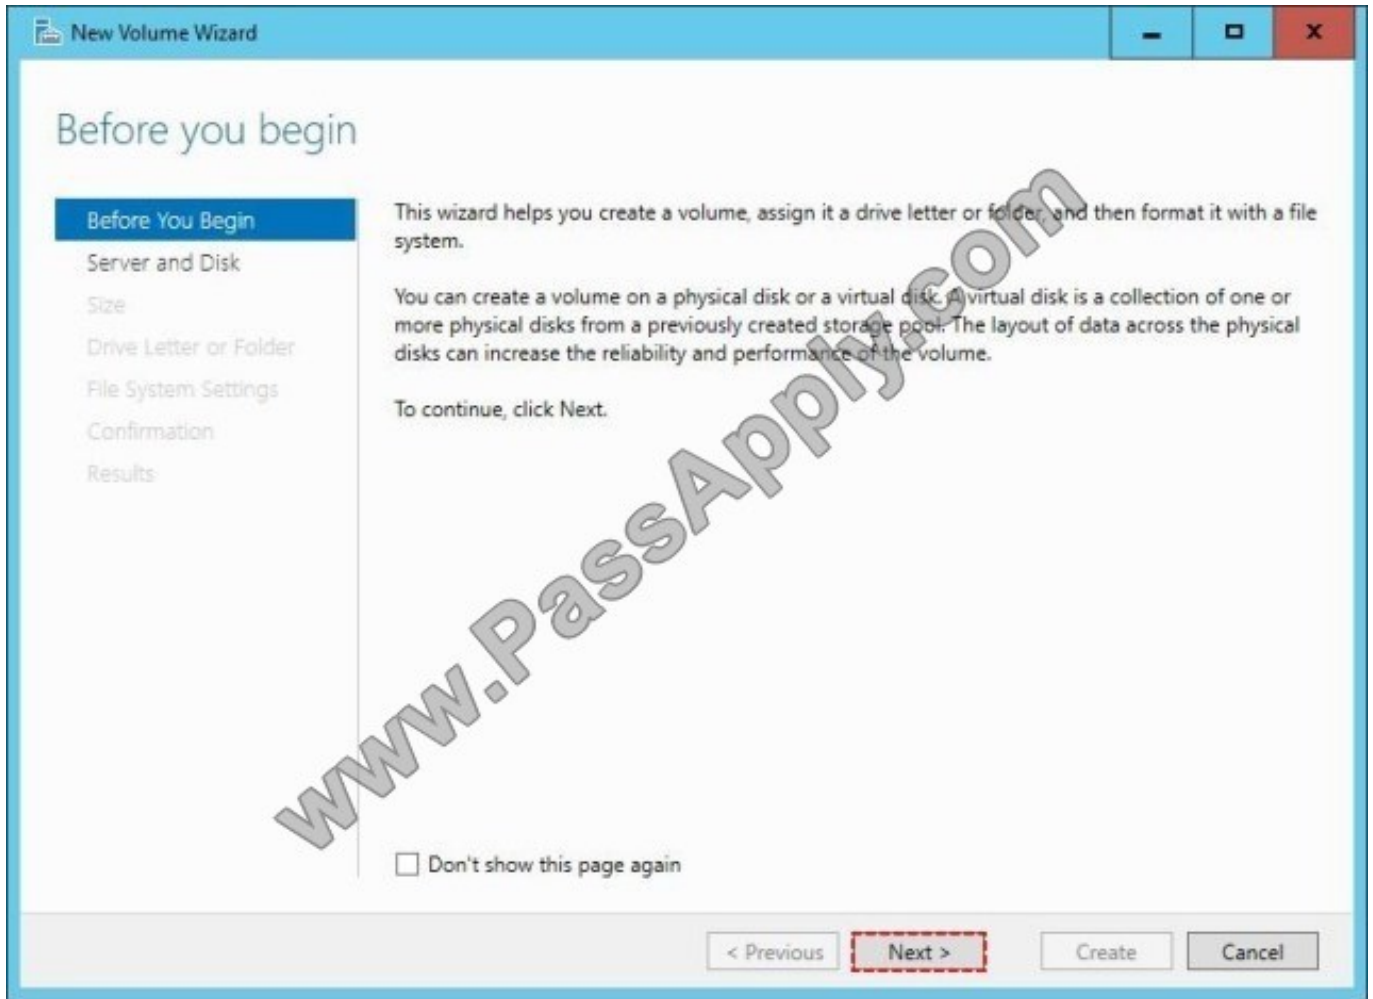 New Volume Wizard
Before you begin
Before You Begin
Server and Disk
Size
Drive Letter or Folder
File System Settings
Confirmation
Results
This wizard helps you create a volume, assign it a drive letter or folder, and then format it with a file
system.
You can create a volume on a physical disk or a virtual disk. A virtual disk is a collection of one or
more physical disks from a previously created storage pool. The layout of data across the physical
disks can increase the reliability and performance of the volume.
To continue, click Next.
www.PassApply.com
Don't show this page again
< Previous
Next >
Create
Cancel